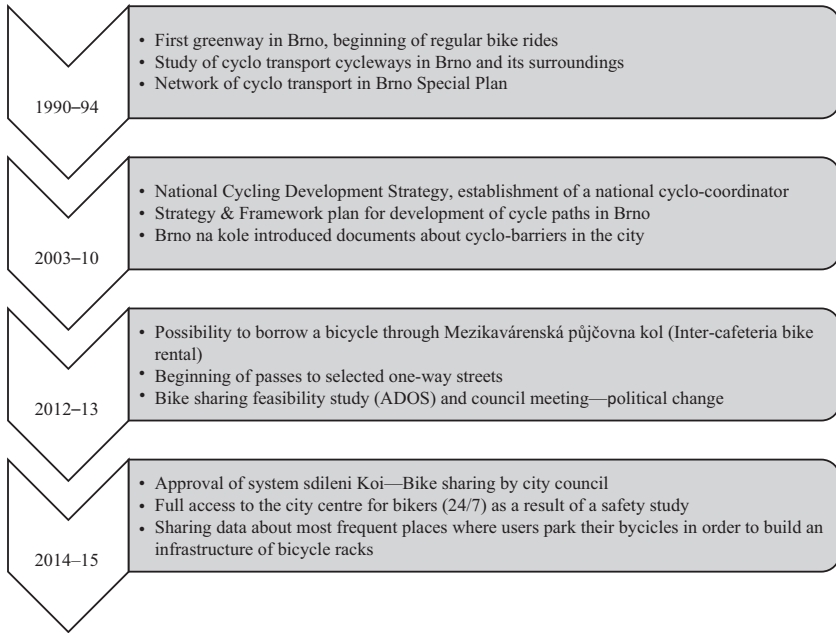 • First greenway in Brno, beginning of regular bike rides
• Study of cyclo transport cycleways in Brno and its surroundings
• Network of cyclo transport in Brno Special Plan
1990–94
• National Cycling Development Strategy, establishment of a national cyclo-coordinator
• Strategy & Framework plan for development of cycle paths in Brno
• Brno na kole introduced documents about cyclo-barriers in the city
2003–10
• Possibility to borrow a bicycle through Mezikavárenská půjčovna kol (Inter-cafeteria bike
rental)
• Beginning of passes to selected one-way streets
• Bike sharing feasibility study (ADOS) and council meeting—political change
2012–13
• Approval of system sdileni Koi—Bike sharing by city council
• Full access to the city centre for bikers (24/7) as a result of a safety study
• Sharing data about most frequent places where users park their bycicles in order to build an
infrastructure of bicycle racks
2014–15